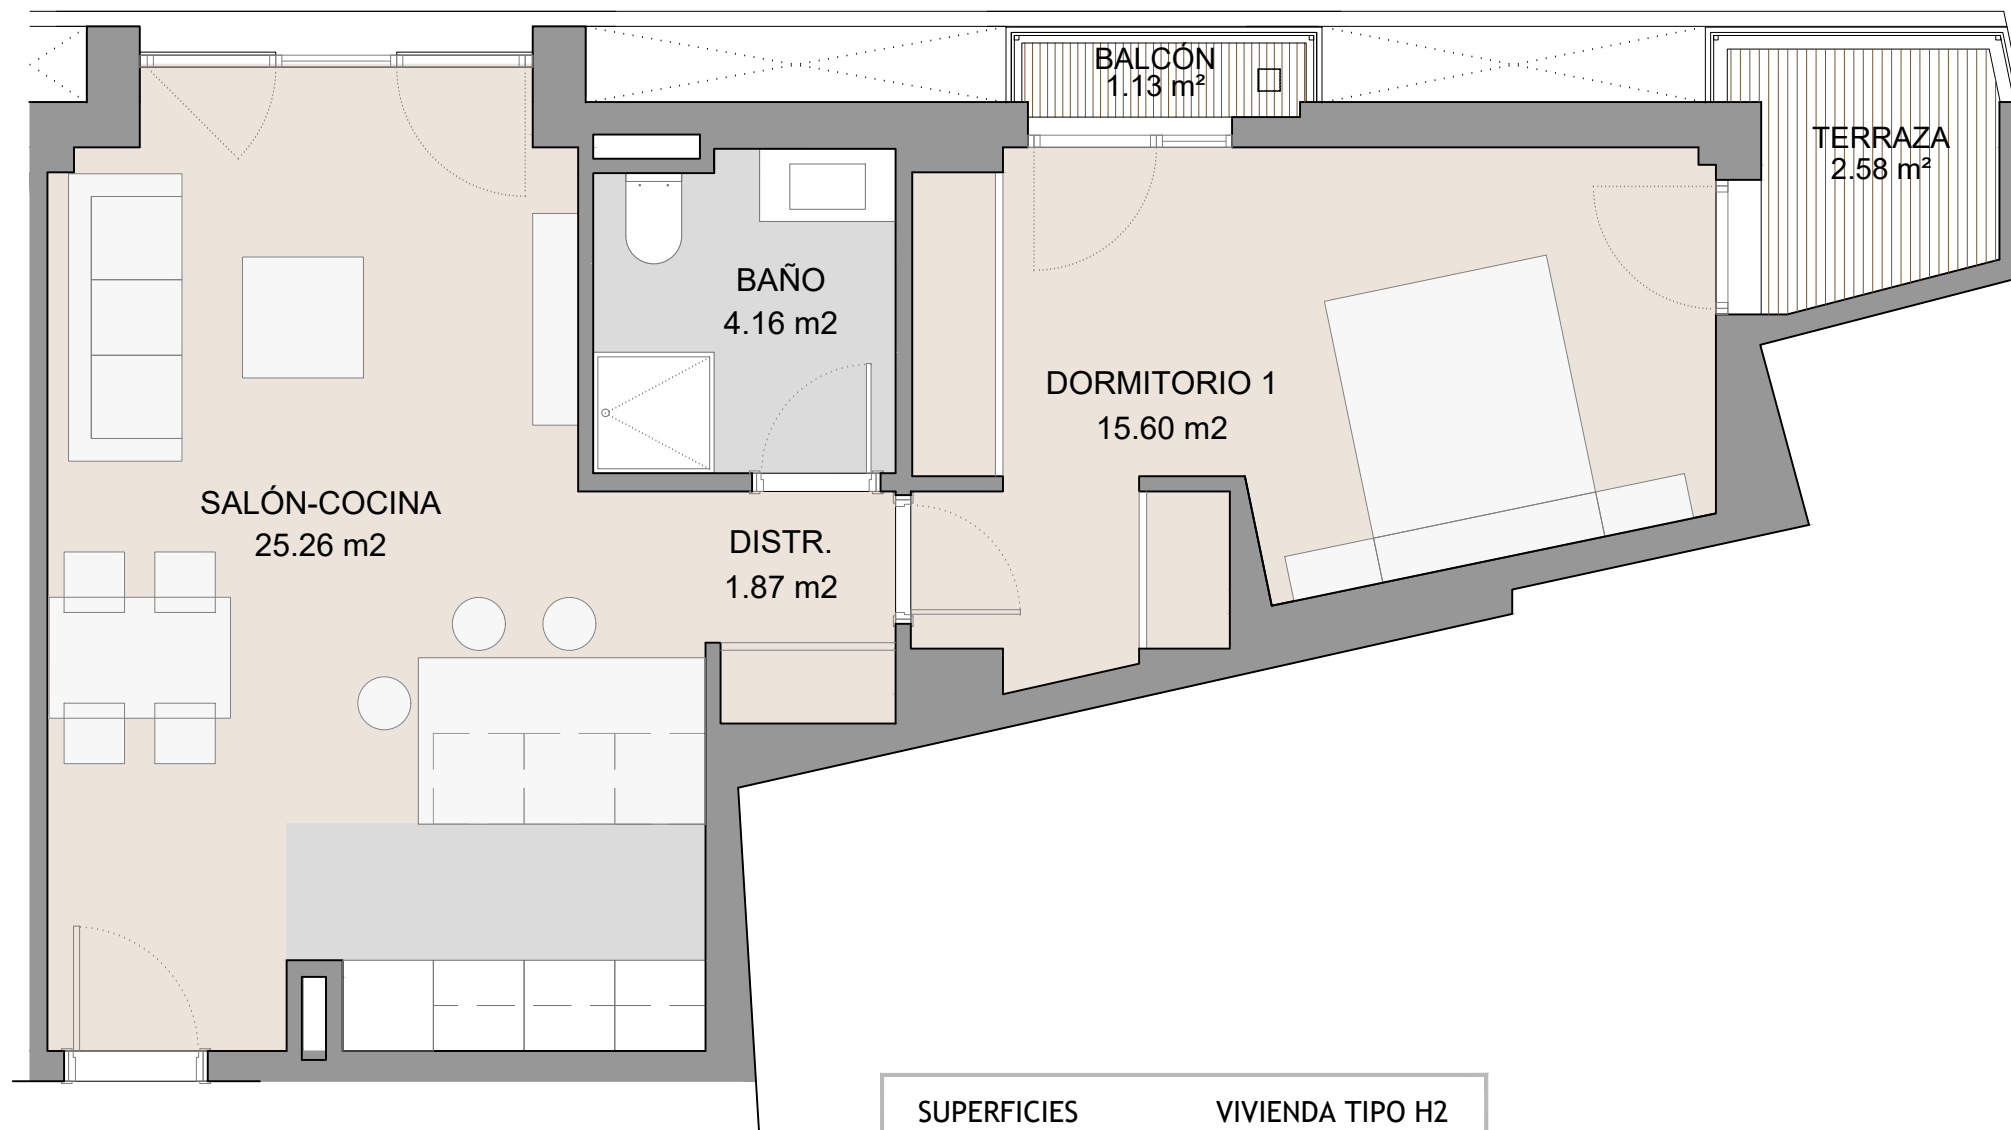 BALCÓN
1.13 m²
TERRAZA
2.58 m²
BAÑO
4.16 m2
DORMITORIO 1
15.60 m2
SALÓN-COCINA
25.26 m2
DISTR.
1.87 m2
SUPERFICIES VIVIENDA TIPO H2